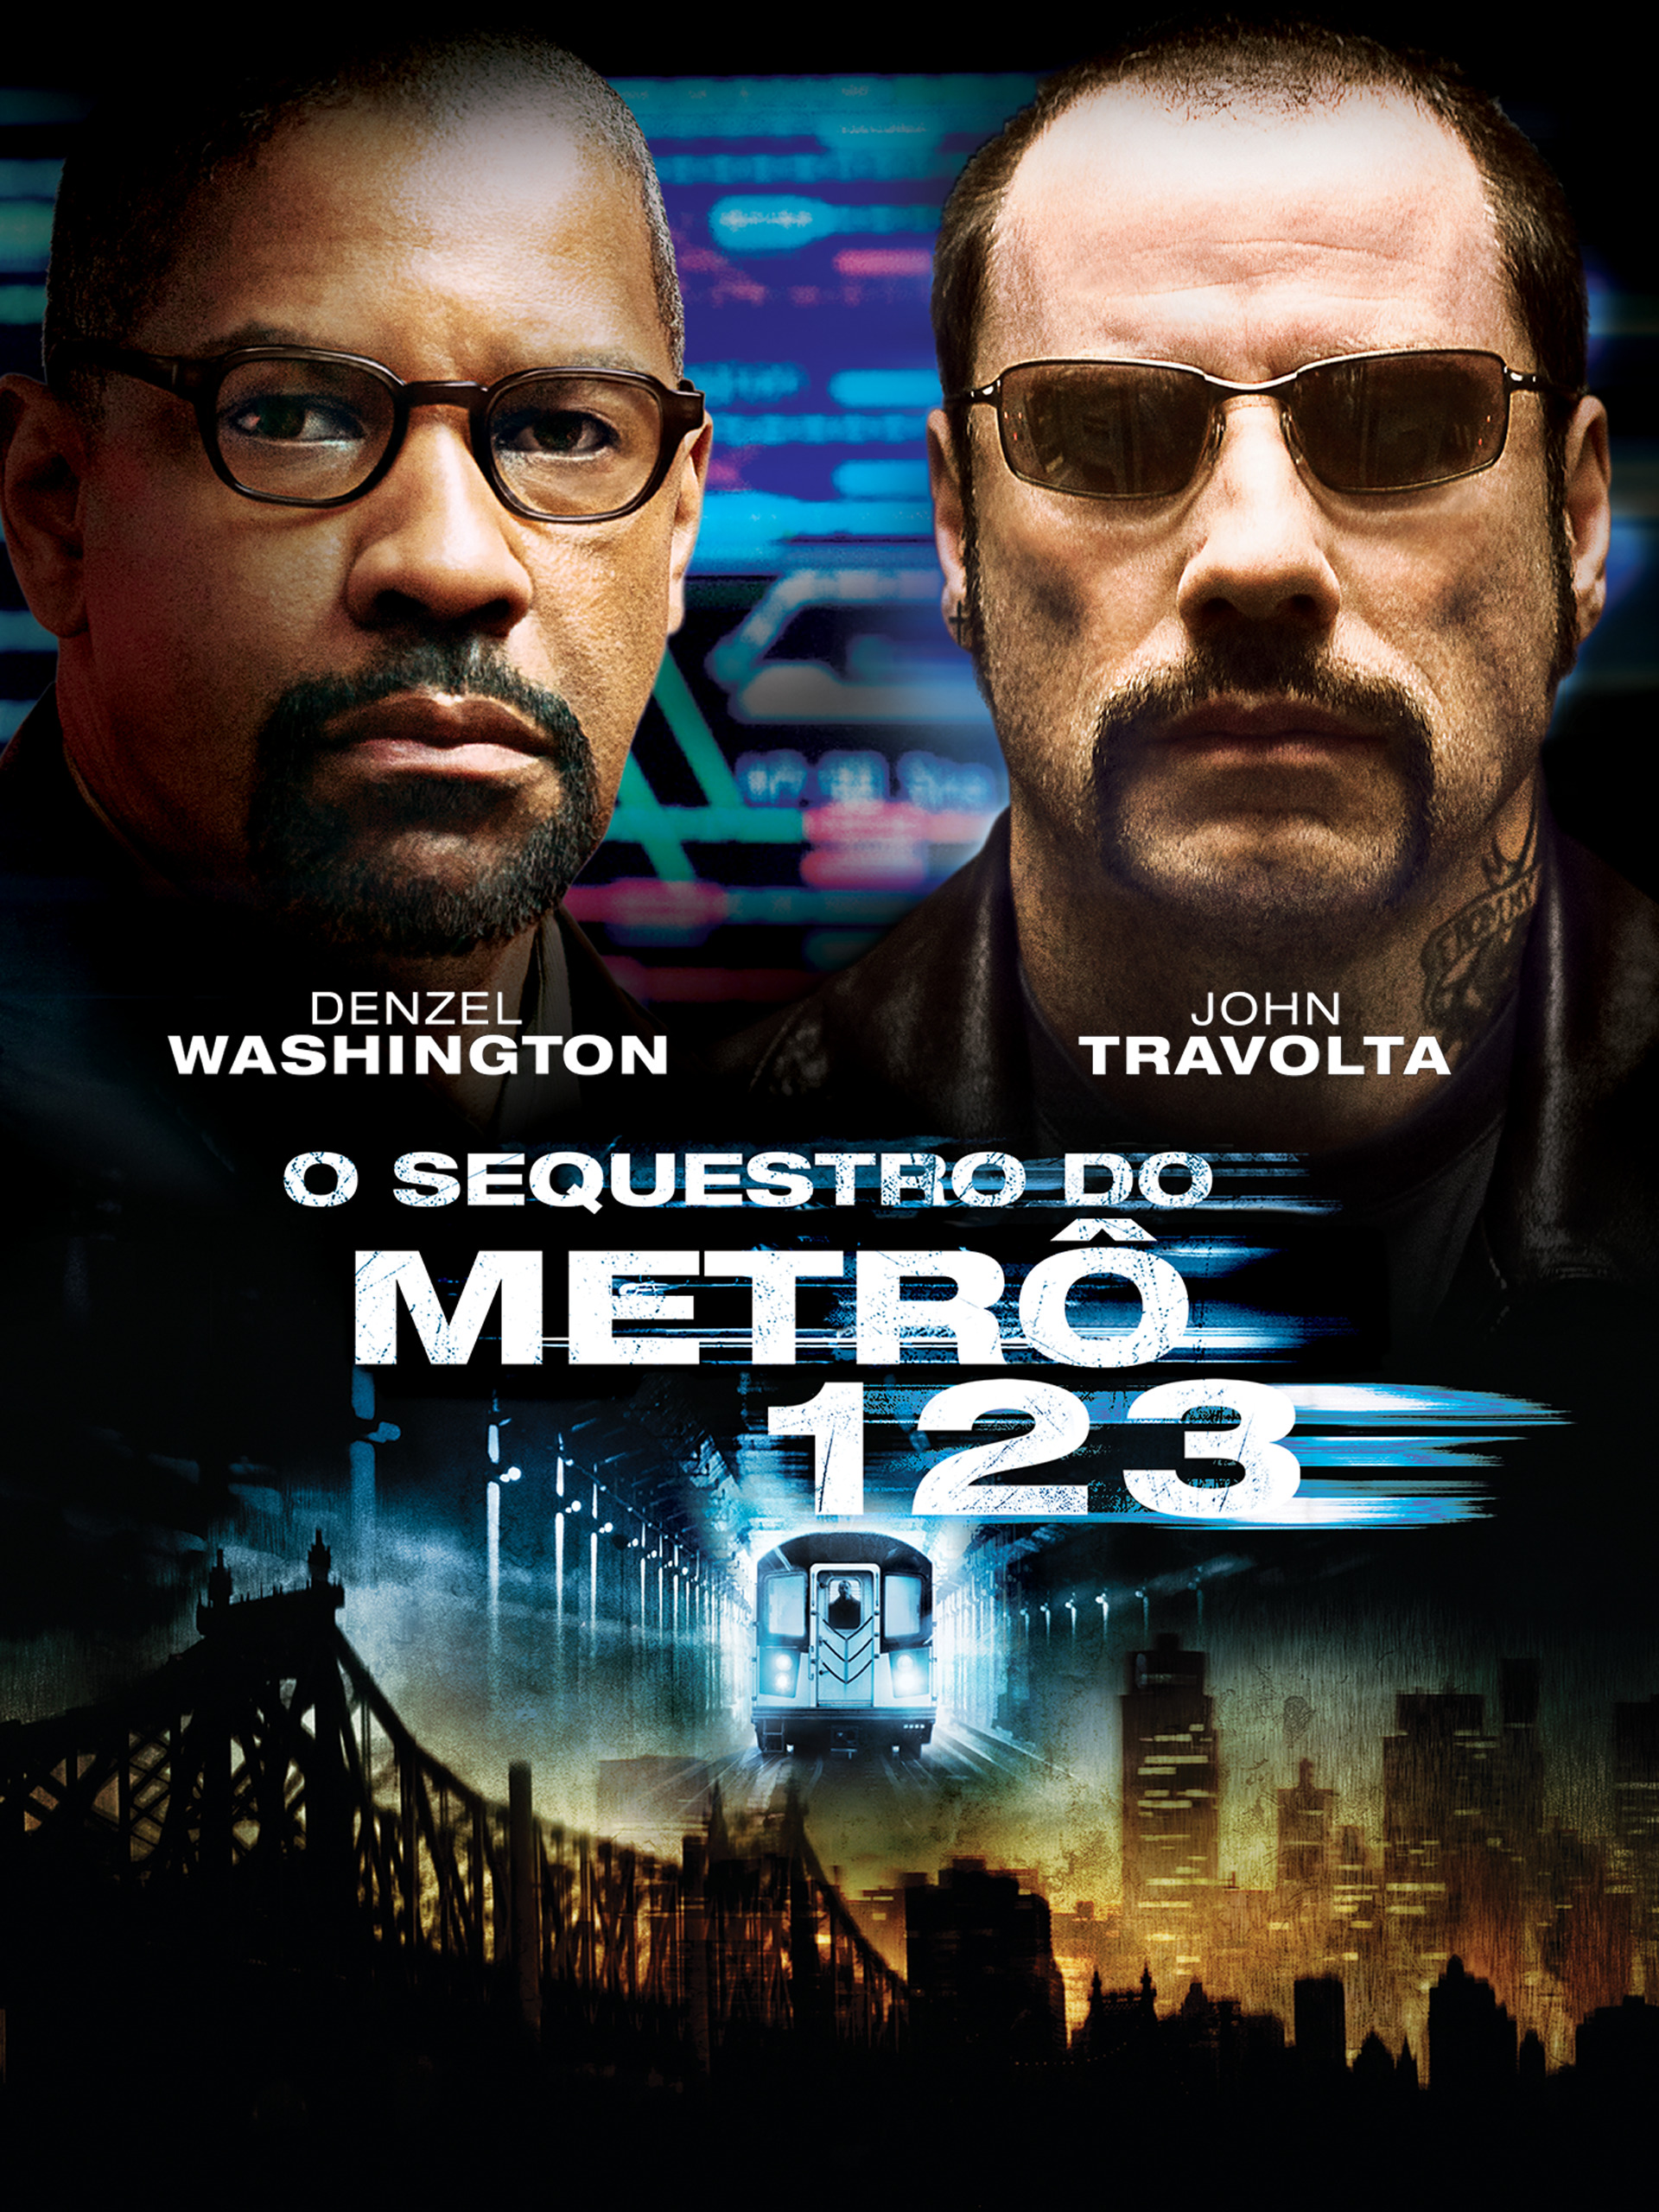 DENZEL
WASHINGTON
JOHN
TRAVOLTA
O SEQUESTRO DO
METRÔ
123